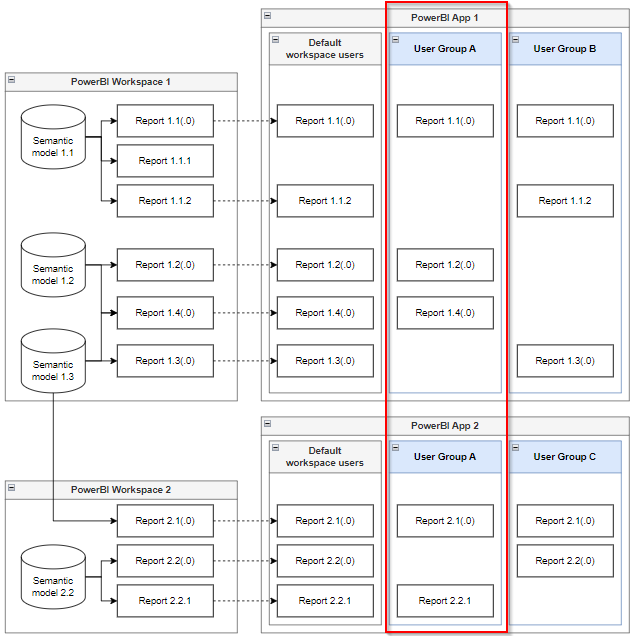 PowerBI App 1
Default
workspace users
User Group A
User Group B
PowerBI Workspace 1
Semantic
model 1.1
Report 1.1(.0)
Report 1.1(.0)
Report 1.1(.0)
Report 1.1(.0)
Report 1.1.1
Report 1.1.2
Report 1.1.2
Report 1.1.2
Semantic
model 1.2
Report 1.2(.0)
Report 1.2(.0)
Report 1.2(.0)
Report 1.4(.0)
Report 1.4(.0)
Report 1.4(.0)
Semantic
model 1.3
Report 1.3(.0)
Report 1.3(.0)
Report 1.3(.0)
PowerBI App 2
Default
workspace users
User Group A
User Group C
PowerBI Workspace 2
Report 2.1(.0)
Report 2.1(.0)
Report 2.1(.0)
Report 2.1(.0)
Semantic
model 2.2
Report 2.2(.0)
Report 2.2(.0)
Report 2.2(.0)
Report 2.2.1
Report 2.2.1
Report 2.2.1